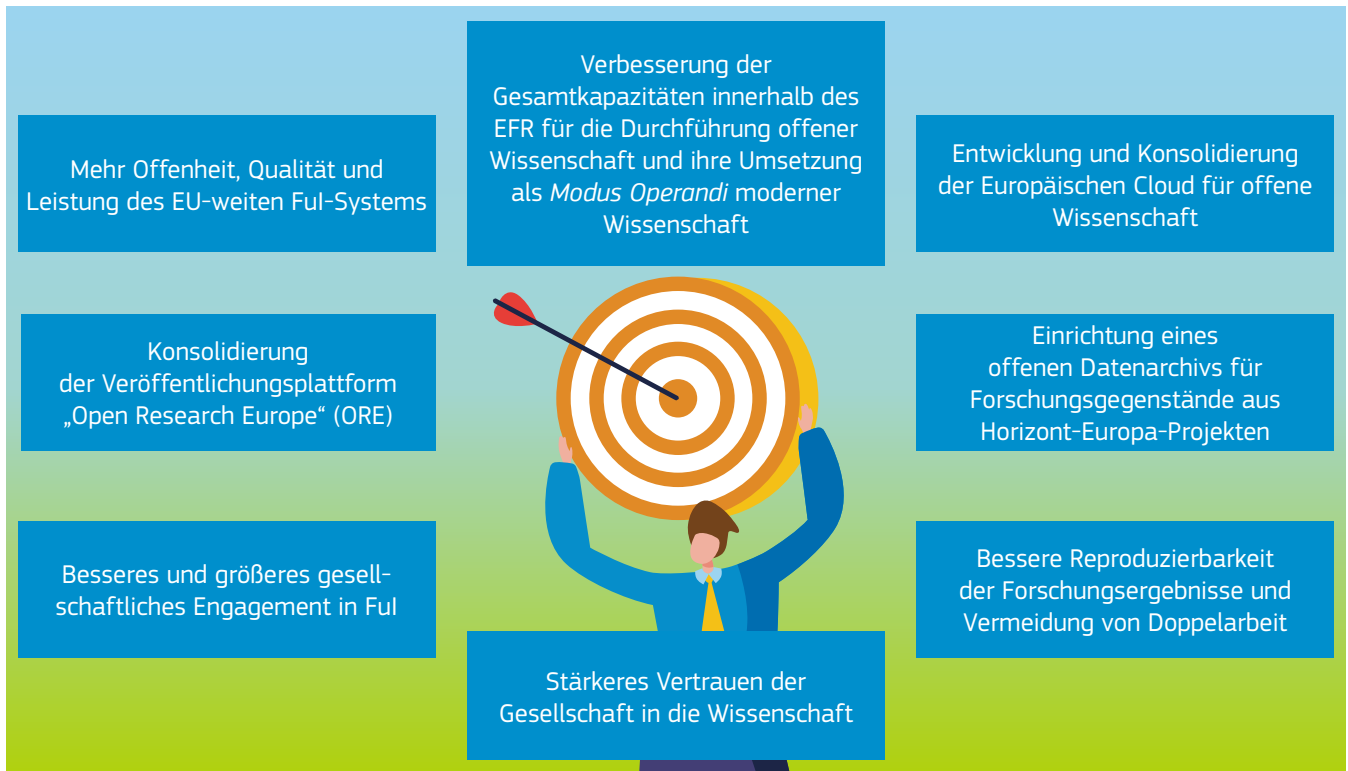 Verbesserung der
Gesamtkapazitäten innerhalb des
EFR für die Durchführung offener
Wissenschaft und ihre Umsetzung
als Modus Operandi moderner
Wissenschaft
Mehr Offenheit, Qualität und
Leistung des EU-weiten FuI-Systems
Entwicklung und Konsolidierung
der Europäischen Cloud für offene
Wissenschaft
Konsolidierung
der Veröffentlichungsplattform
„Open Research Europe“ (ORE)
Einrichtung eines
offenen Datenarchivs für
Forschungsgegenstände aus
Horizont-Europa-Projekten
Besseres und größeres gesell-
schaftliches Engagement in FuI
Bessere Reproduzierbarkeit
der Forschungsergebnisse und
Vermeidung von Doppelarbeit
Stärkeres Vertrauen der
Gesellschaft in die Wissenschaft